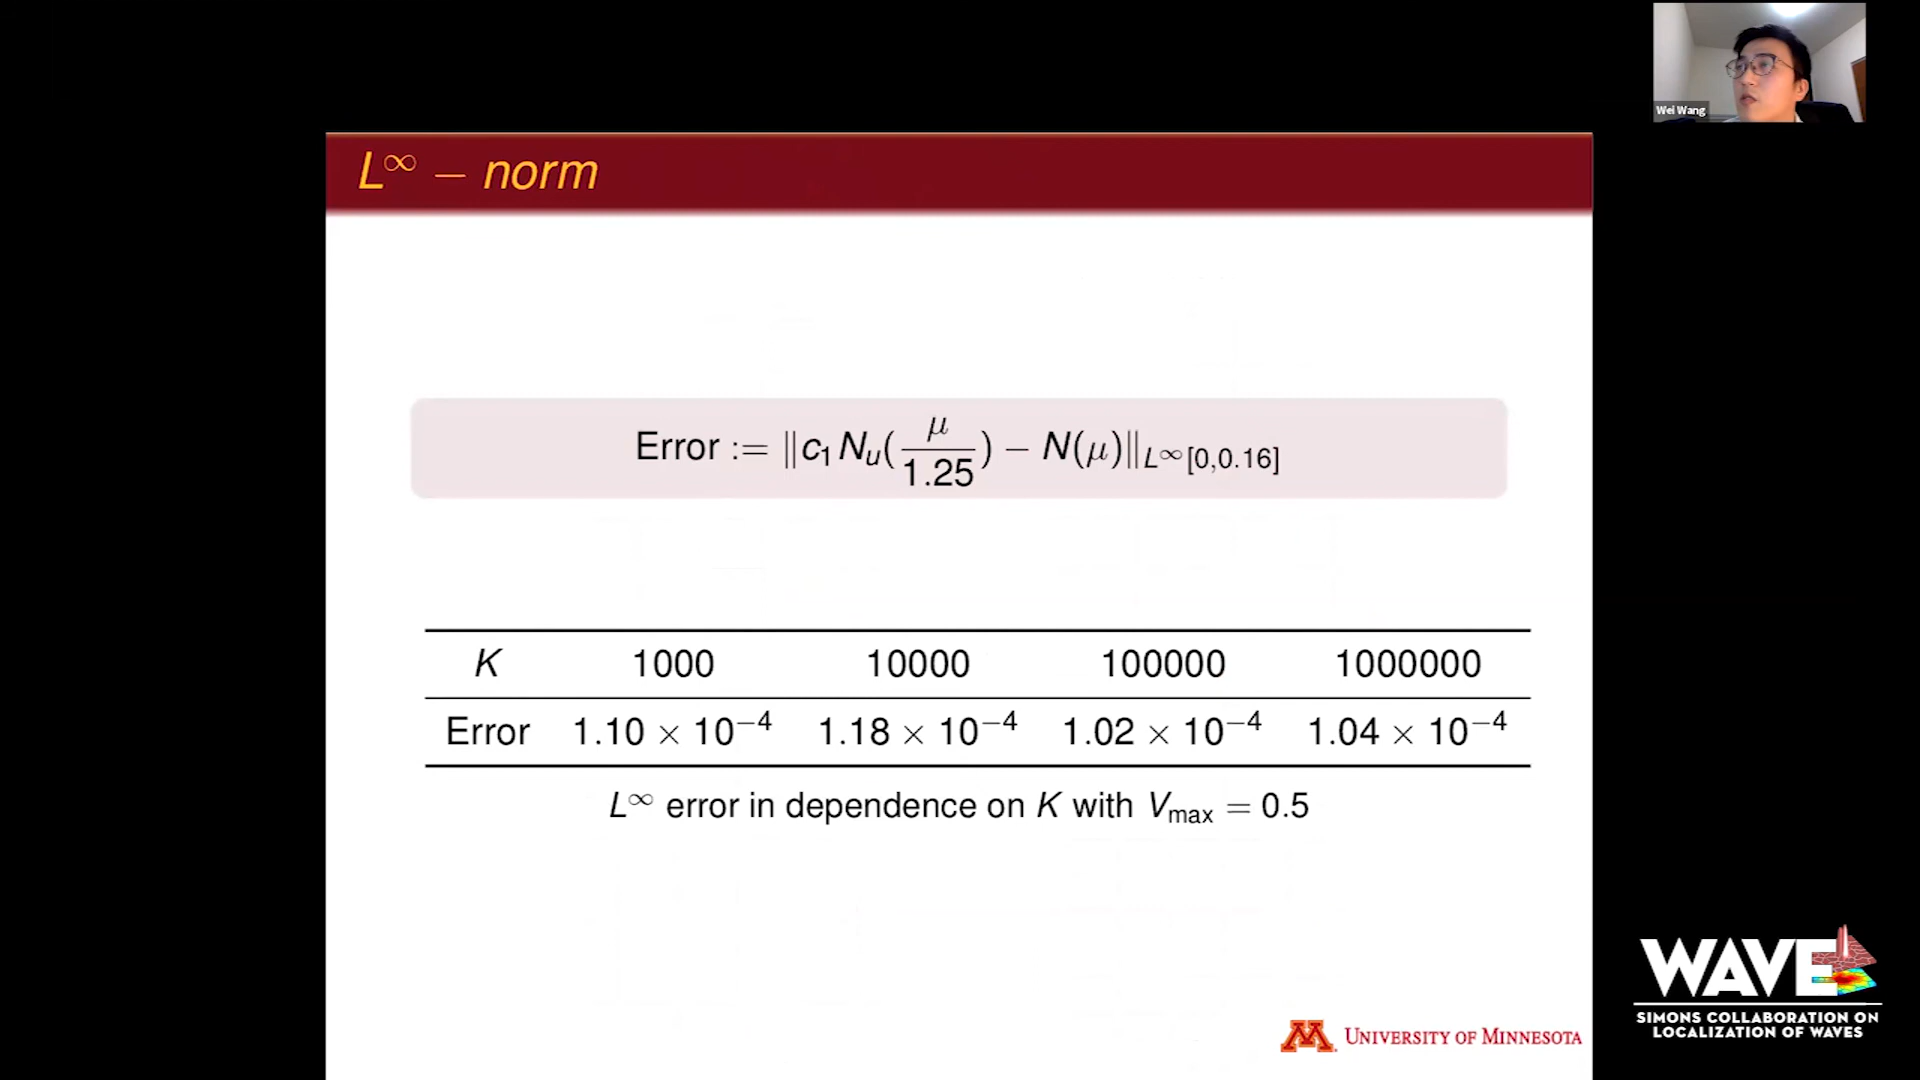 Wei Wang
L∞ – norm
Error := ‖c₁Nᵤ(μ/1.25) − N(μ)‖L∞[0,0.16]
K 1000 10000 100000 1000000
Error 1.10 × 10⁻⁴ 1.18 × 10⁻⁴ 1.02 × 10⁻⁴ 1.04 × 10⁻⁴
L∞ error in dependence on K with Vmax = 0.5
M UNIVERSITY OF MINNESOTA
WAVE
SIMONS COLLABORATION ON
LOCALIZATION OF WAVES